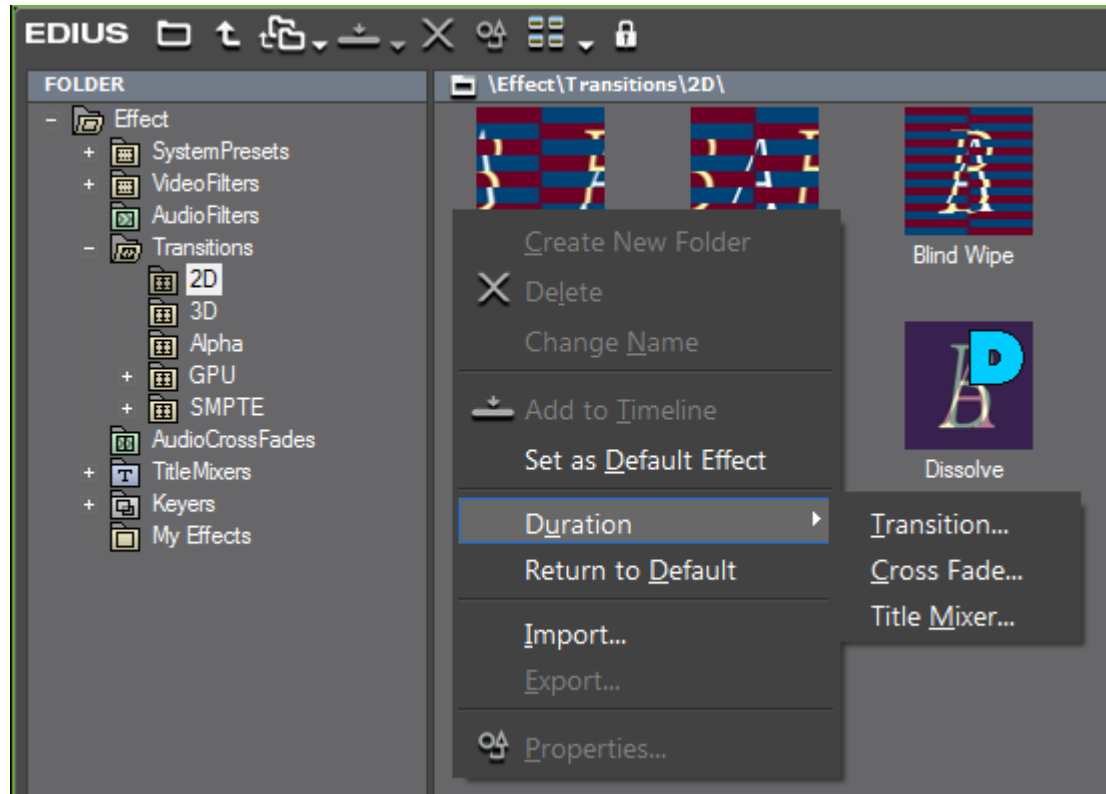 EDIUS
FOLDER
\Effect\Transitions\2D\
Effect
SystemPresets
VideoFilters
AudioFilters
Transitions
2D
3D
Alpha
GPU
SMPTE
AudioCrossFades
TitleMixers
Keyers
My Effects
Blind Wipe
D
Dissolve
Create New Folder
Delete
Change Name
Add to Timeline
Set as Default Effect
Duration
Return to Default
Import...
Export...
Properties...
Transition...
Cross Fade...
Title Mixer...